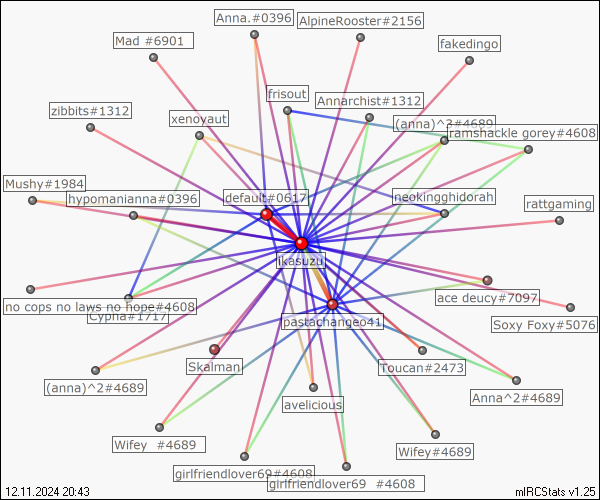 Anna.#0396
AlpineRooster#2156
Mad #6901
fakedingo
frisout
Annarchist#1312
zibbits#1312
xenoyaut
(anna)^3#4689
ramshackle gorey#4608
Mushy#1984
hypomanianna#0396
default#0617
neokingghidorah
rattgaming
ikasuzu
no cops no laws no hope#4608
Cypha#1717
ace deucy#7097
pastachangeo41
Soxy Foxy#5076
Skalman
Toucan#2473
(anna)^2#4689
avelicious
Anna^2#4689
Wifey #4689
Wifey#4689
girlfriendlover69#4608
girlfriendlover69 #4608
12.11.2024 20:43
mIRCStats v1.25